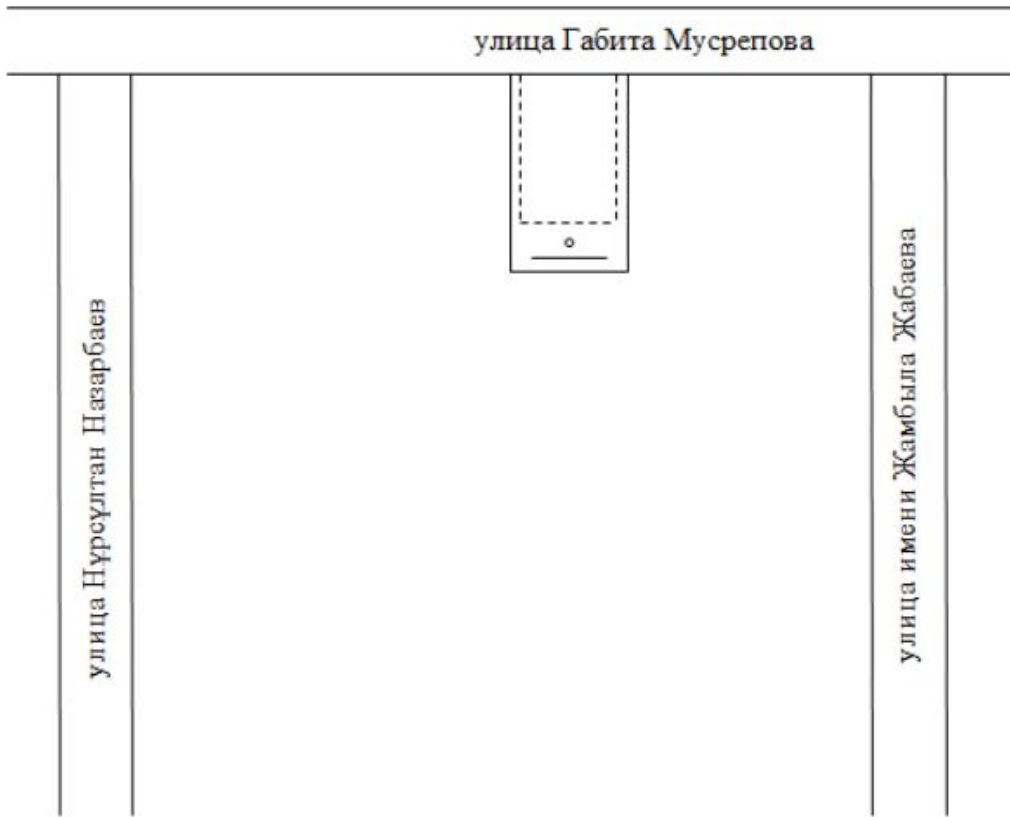 улица Габита Мусрепова
улица Нұрсұлтан Назарбаев
улица имени Жамбыла Жабаева